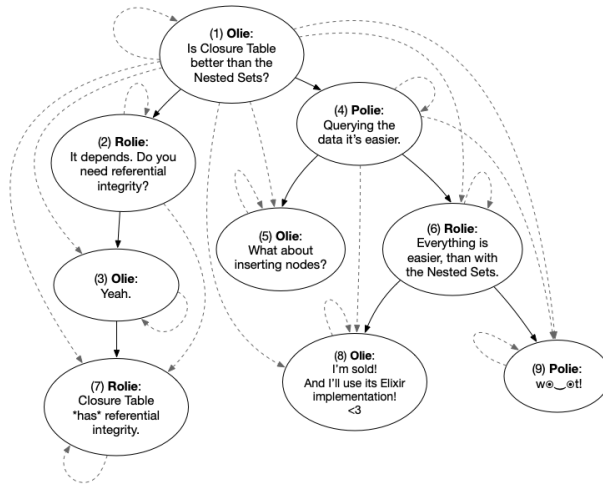 (1) Olie:
Is Closure Table
better than the
Nested Sets?
(2) Rolie:
It depends. Do you
need referential
integrity?
(4) Polie:
Querying the
data it's easier.
(3) Olie:
Yeah.
(5) Olie:
What about
inserting nodes?
(6) Rolie:
Everything is
easier, than with
the Nested Sets.
(7) Rolie:
Closure Table
*has* referential
integrity.
(8) Olie:
I'm sold!
And I'll use its Elixir
implementation!
<3
(9) Polie:
w⊙‿⊙t!